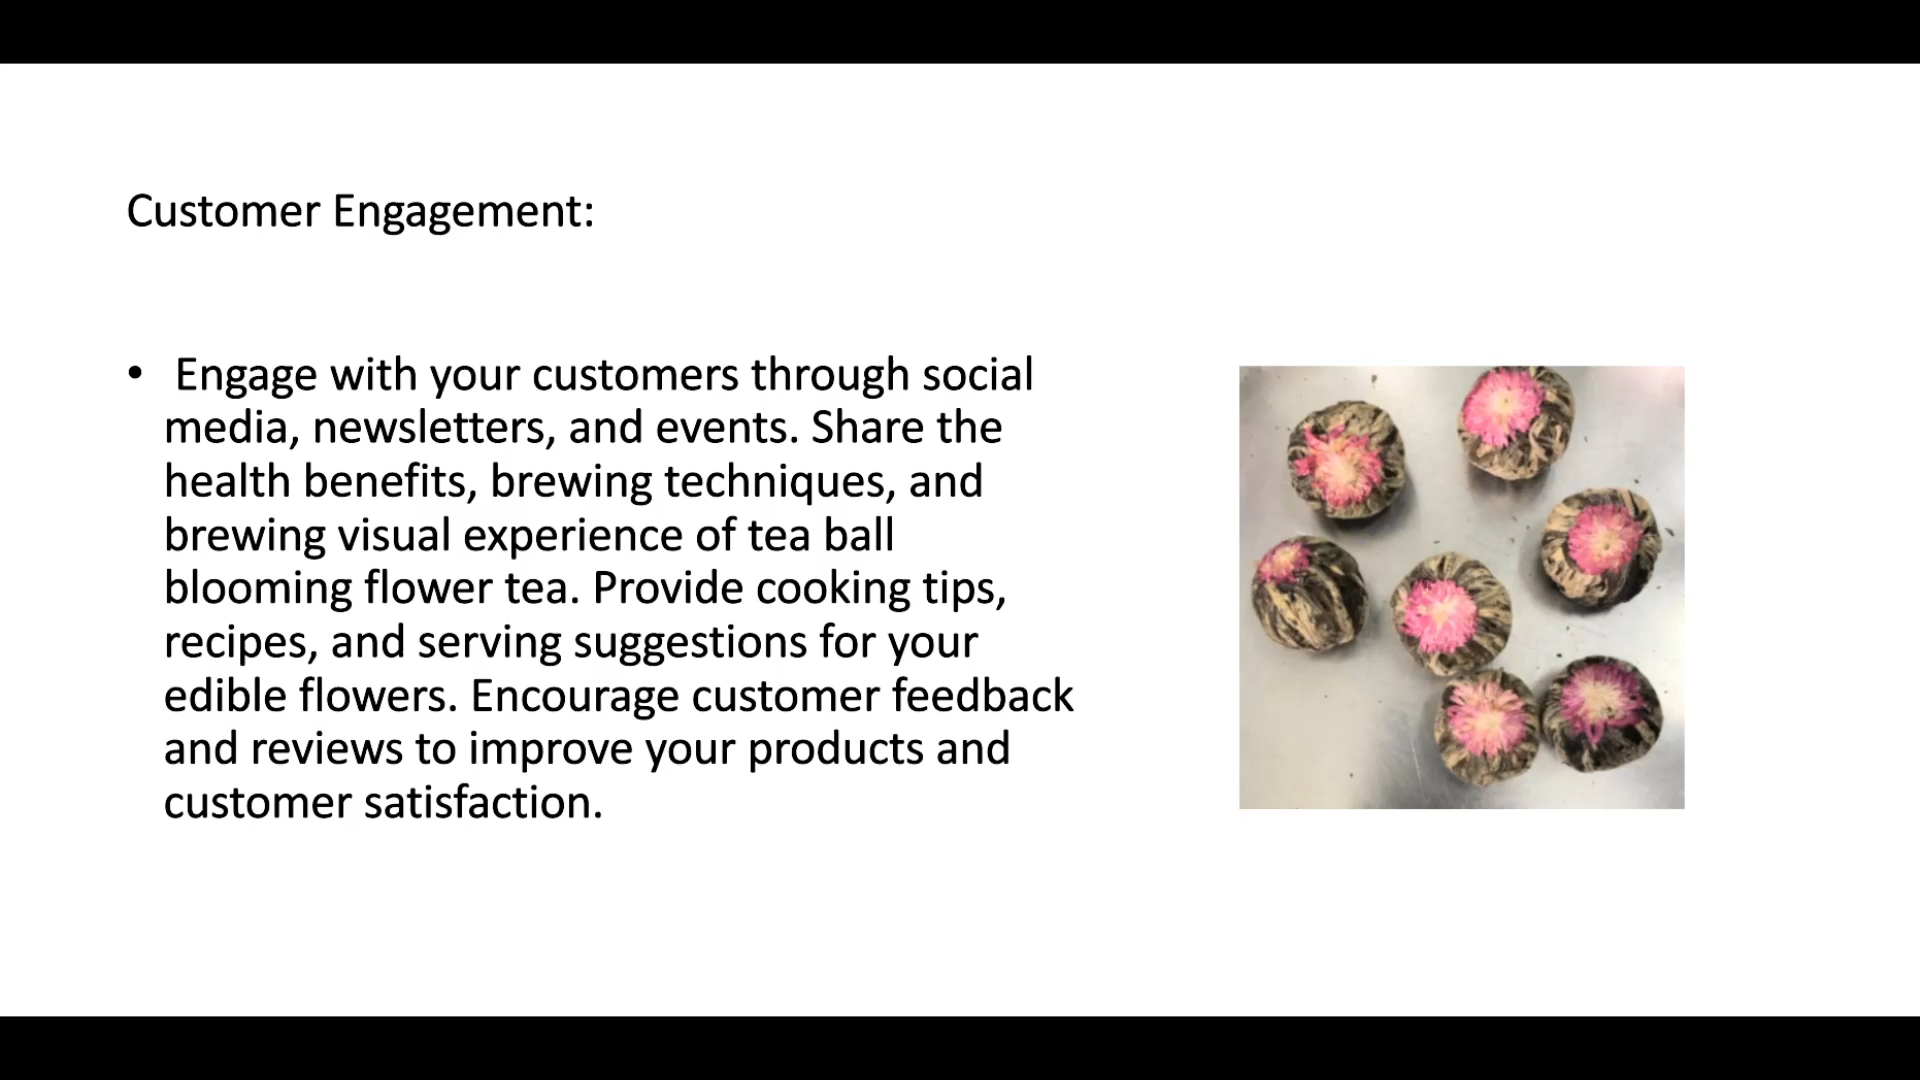 Customer Engagement:
• Engage with your customers through social
media, newsletters, and events. Share the
health benefits, brewing techniques, and
brewing visual experience of tea ball
blooming flower tea. Provide cooking tips,
recipes, and serving suggestions for your
edible flowers. Encourage customer feedback
and reviews to improve your products and
customer satisfaction.